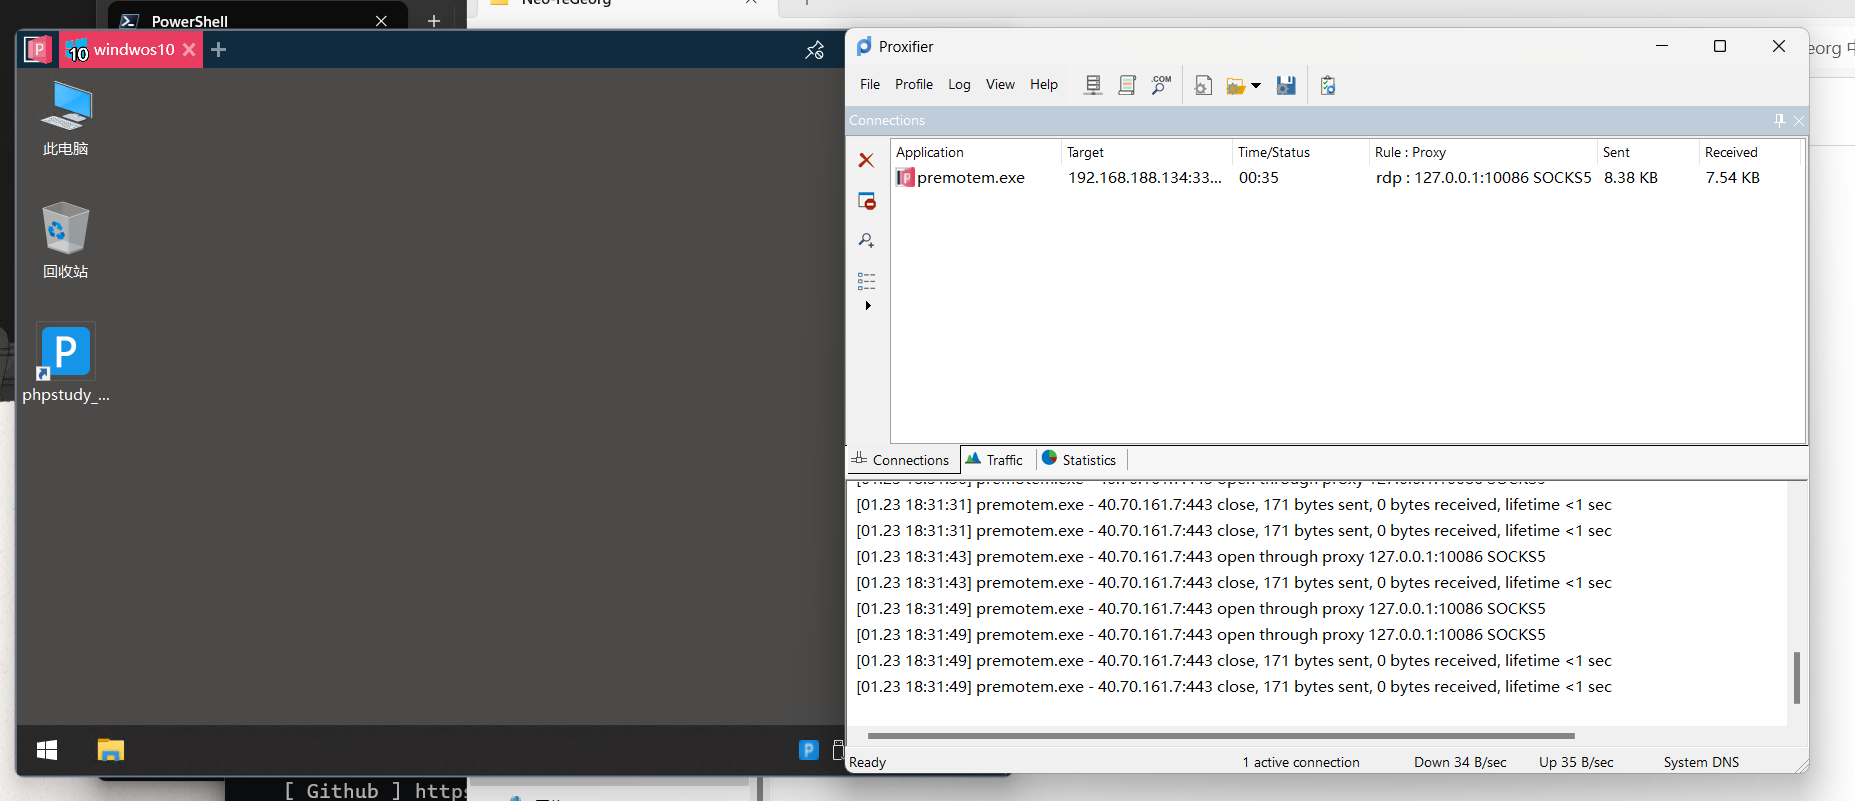 PowerShell
Neo-reGeorg
P
10 windwos10
此电脑
回收站
P
phpstudy_...
[ Github ] https
Proxifier
eorg 中
File Profile Log View Help
.COM
Connections
Application Target Time/Status Rule : Proxy Sent Received
premotem.exe 192.168.188.134:33... 00:35 rdp : 127.0.0.1:10086 SOCKS5 8.38 KB 7.54 KB
Connections Traffic Statistics
[01.23 18:31:31] premotem.exe - 40.70.161.7:443 close, 171 bytes sent, 0 bytes received, lifetime <1 sec
[01.23 18:31:31] premotem.exe - 40.70.161.7:443 close, 171 bytes sent, 0 bytes received, lifetime <1 sec
[01.23 18:31:43] premotem.exe - 40.70.161.7:443 open through proxy 127.0.0.1:10086 SOCKS5
[01.23 18:31:43] premotem.exe - 40.70.161.7:443 close, 171 bytes sent, 0 bytes received, lifetime <1 sec
[01.23 18:31:49] premotem.exe - 40.70.161.7:443 open through proxy 127.0.0.1:10086 SOCKS5
[01.23 18:31:49] premotem.exe - 40.70.161.7:443 open through proxy 127.0.0.1:10086 SOCKS5
[01.23 18:31:49] premotem.exe - 40.70.161.7:443 close, 171 bytes sent, 0 bytes received, lifetime <1 sec
[01.23 18:31:49] premotem.exe - 40.70.161.7:443 close, 171 bytes sent, 0 bytes received, lifetime <1 sec
Ready 1 active connection Down 34 B/sec Up 35 B/sec System DNS